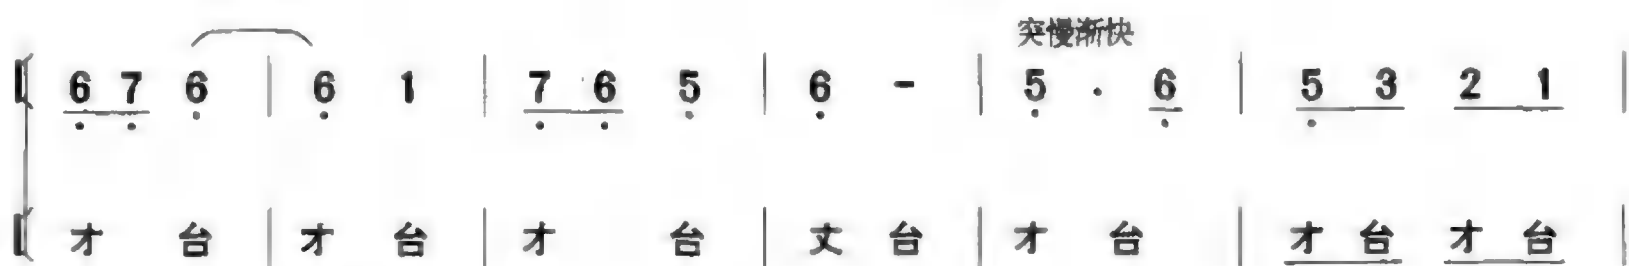 突慢渐快
6 7 6 | 6 1 | 7 6 5 | 6 - | 5 . 6 | 5 3 2 1 |
才 台 | 才 台 | 才 台 | 丈 台 | 才 台 | 才 台 才 台 |